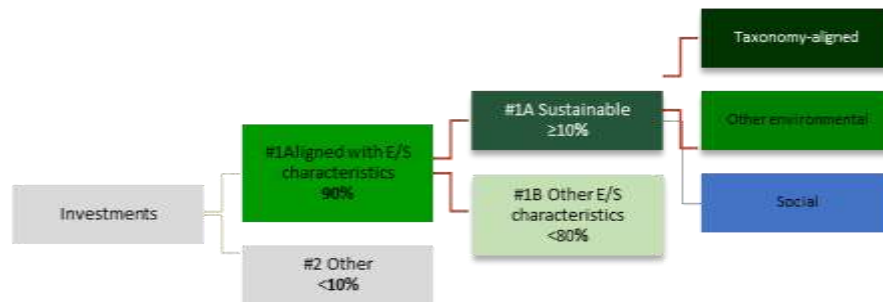 Investments
#1Aligned with E/S
characteristics
90%
#2 Other
<10%
#1A Sustainable
≥10%
#1B Other E/S
characteristics
<80%
Taxonomy-aligned
Other environmental
Social